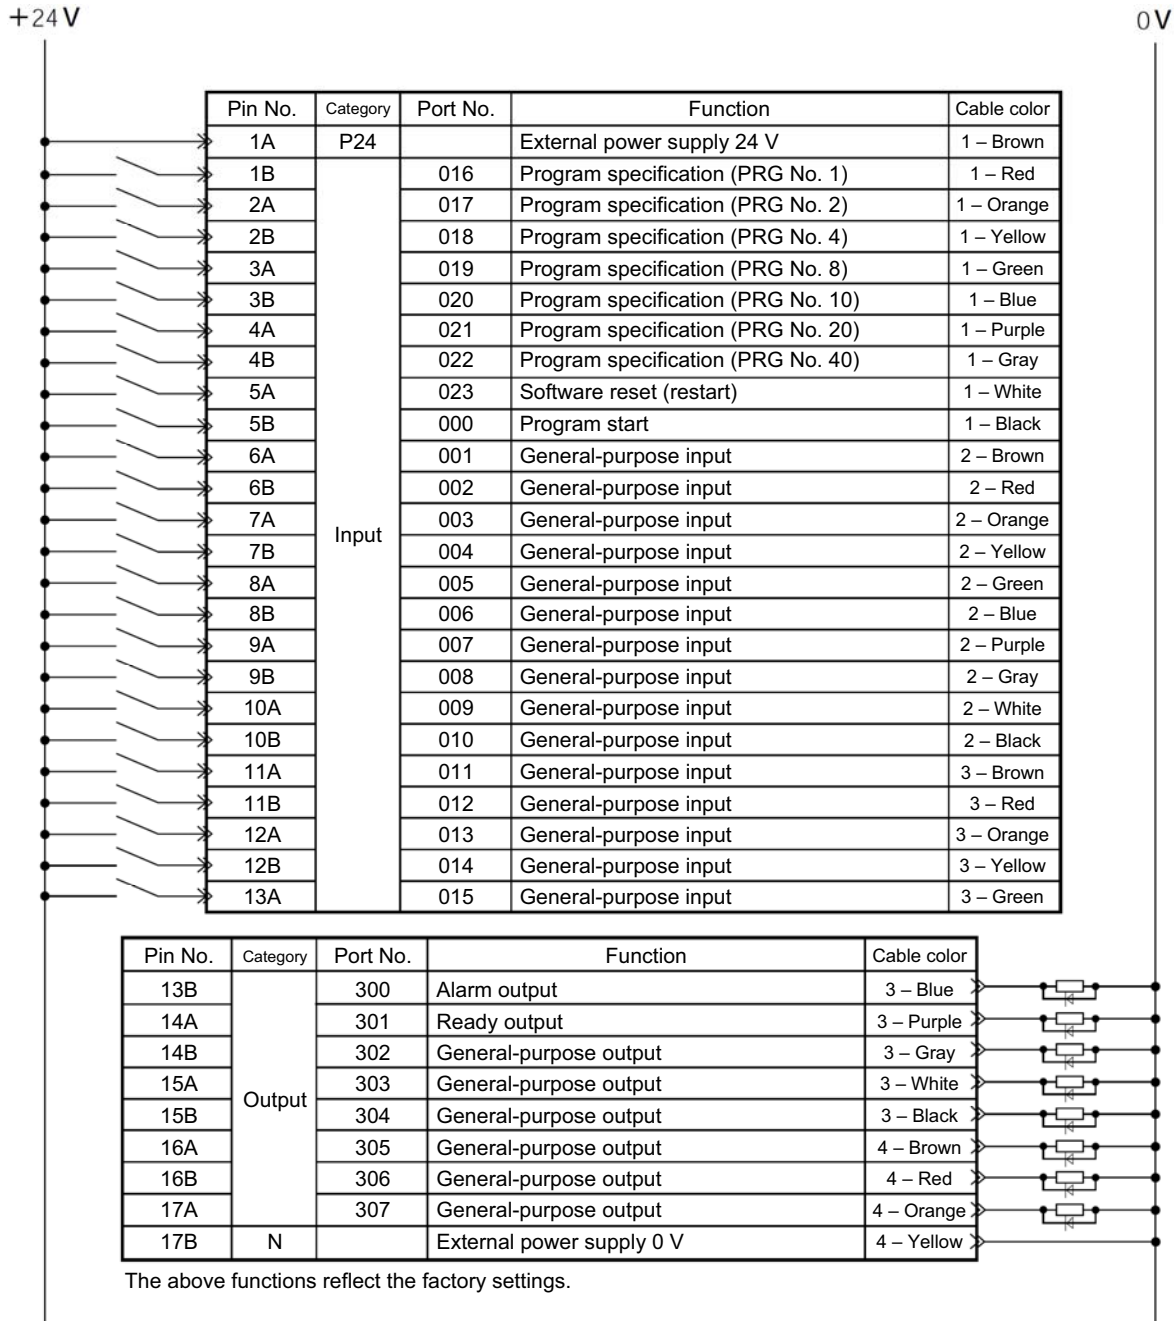 +24V 0V
Pin No. Category Port No. Function Cable color
1A P24 External power supply 24 V 1 – Brown
1B 016 Program specification (PRG No. 1) 1 – Red
2A 017 Program specification (PRG No. 2) 1 – Orange
2B 018 Program specification (PRG No. 4) 1 – Yellow
3A 019 Program specification (PRG No. 8) 1 – Green
3B 020 Program specification (PRG No. 10) 1 – Blue
4A 021 Program specification (PRG No. 20) 1 – Purple
4B 022 Program specification (PRG No. 40) 1 – Gray
5A 023 Software reset (restart) 1 – White
5B 000 Program start 1 – Black
6A 001 General-purpose input 2 – Brown
6B 002 General-purpose input 2 – Red
7A 003 General-purpose input 2 – Orange
Input
7B 004 General-purpose input 2 – Yellow
8A 005 General-purpose input 2 – Green
8B 006 General-purpose input 2 – Blue
9A 007 General-purpose input 2 – Purple
9B 008 General-purpose input 2 – Gray
10A 009 General-purpose input 2 – White
10B 010 General-purpose input 2 – Black
11A 011 General-purpose input 3 – Brown
11B 012 General-purpose input 3 – Red
12A 013 General-purpose input 3 – Orange
12B 014 General-purpose input 3 – Yellow
13A 015 General-purpose input 3 – Green
Pin No. Category Port No. Function Cable color
13B 300 Alarm output 3 – Blue
14A 301 Ready output 3 – Purple
14B 302 General-purpose output 3 – Gray
15A 303 General-purpose output 3 – White
Output
15B 304 General-purpose output 3 – Black
16A 305 General-purpose output 4 – Brown
16B 306 General-purpose output 4 – Red
17A 307 General-purpose output 4 – Orange
17B N External power supply 0 V 4 – Yellow
The above functions reflect the factory settings.